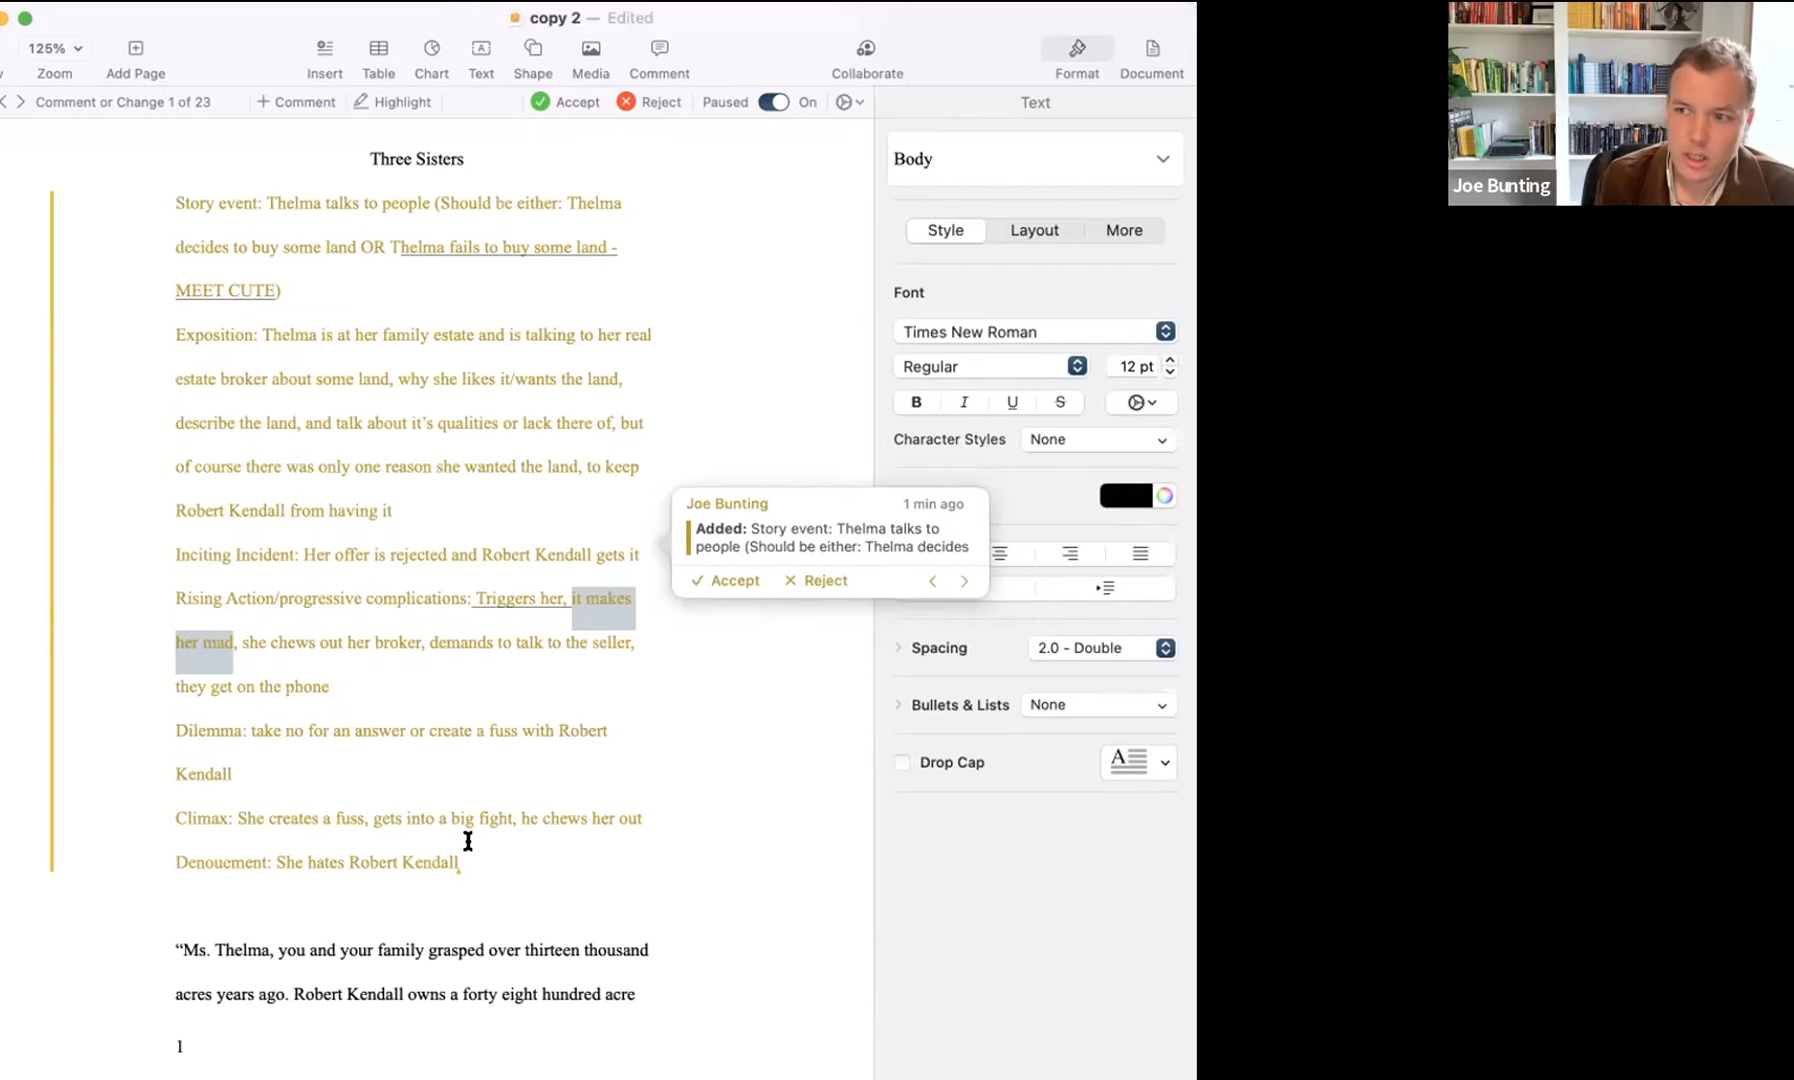 copy 2 — Edited
125%
Zoom
Add Page
Insert
Table
Chart
Text
Shape
Media
Comment
Collaborate
Format
Document
Comment or Change 1 of 23
+ Comment
Highlight
Accept
Reject
Paused
On
Text
Three Sisters
Story event: Thelma talks to people (Should be either: Thelma
decides to buy some land OR Thelma fails to buy some land -
MEET CUTE)
Exposition: Thelma is at her family estate and is talking to her real
estate broker about some land, why she likes it/wants the land,
describe the land, and talk about it’s qualities or lack there of, but
of course there was only one reason she wanted the land, to keep
Robert Kendall from having it
Inciting Incident: Her offer is rejected and Robert Kendall gets it
Rising Action/progressive complications: Triggers her, it makes
her mad, she chews out her broker, demands to talk to the seller,
they get on the phone
Dilemma: take no for an answer or create a fuss with Robert
Kendall
Climax: She creates a fuss, gets into a big fight, he chews her out
Denouement: She hates Robert Kendall
“Ms. Thelma, you and your family grasped over thirteen thousand
acres years ago. Robert Kendall owns a forty eight hundred acre
1
Joe Bunting
1 min ago
Added: Story event: Thelma talks to
people (Should be either: Thelma decides
Accept
Reject
Body
Style
Layout
More
Font
Times New Roman
Regular
12 pt
B I U S
Character Styles
None
Spacing
2.0 - Double
Bullets & Lists
None
Drop Cap
A
Joe Bunting